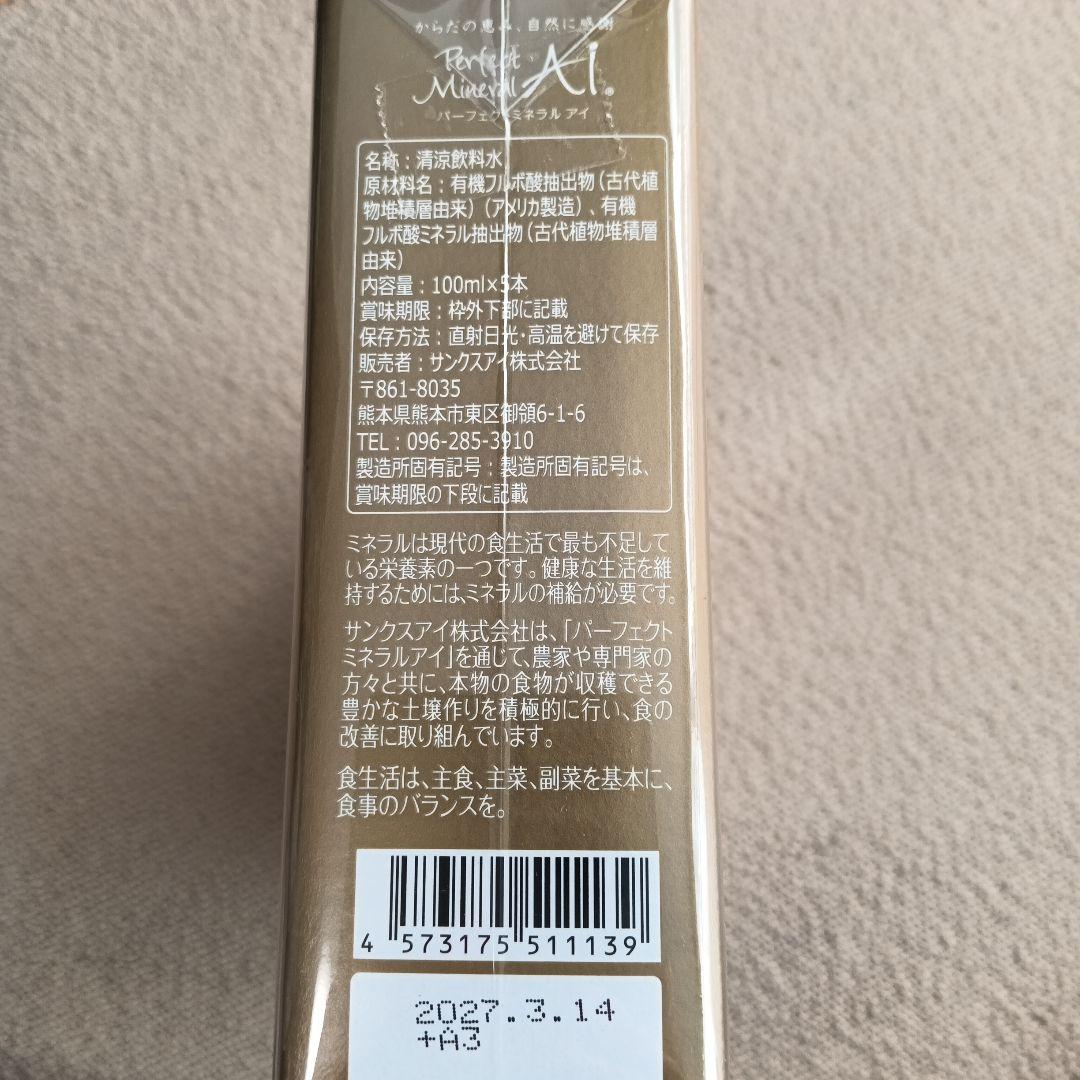 からだの恵み、自然に感謝
Perfect
Mineral Ai®
パーフェクトミネラル アイ
名称：清涼飲料水
原材料名：有機フルボ酸抽出物（古代植
物堆積層由来）（アメリカ製造）、有機
フルボ酸ミネラル抽出物（古代植物堆積層
由来）
内容量：100ml×5本
賞味期限：枠外下部に記載
保存方法：直射日光・高温を避けて保存
販売者：サンクスアイ株式会社
〒861-8035
熊本県熊本市東区御領6-1-6
TEL：096-285-3910
製造所固有記号：製造所固有記号は、
賞味期限の下段に記載
ミネラルは現代の食生活で最も不足して
いる栄養素の一つです。健康な生活を維
持するためには、ミネラルの補給が必要です。
サンクスアイ株式会社は、「パーフェクト
ミネラルアイ」を通じて、農家や専門家の
方々と共に、本物の食物が収穫できる
豊かな土壌作りを積極的に行い、食の
改善に取り組んでいます。
食生活は、主食、主菜、副菜を基本に、
食事のバランスを。
4 573175 511139
2027.3.14
+A3